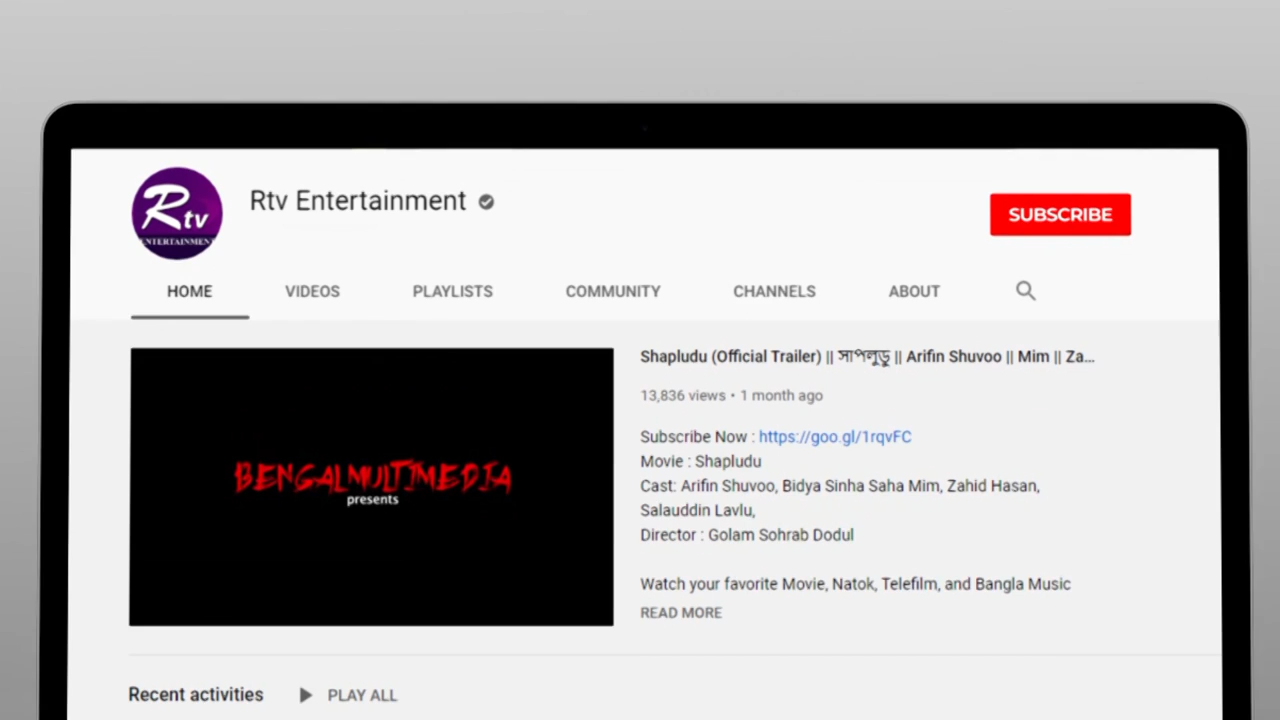 Rtv
ENTERTAINMENT
Rtv Entertainment
SUBSCRIBE
HOME VIDEOS PLAYLISTS COMMUNITY CHANNELS ABOUT
Shapludu (Official Trailer) || সাপলুডু || Arifin Shuvoo || Mim || Za...
13,836 views • 1 month ago
Subscribe Now : https://goo.gl/1rqvFC
Movie : Shapludu
Cast: Arifin Shuvoo, Bidya Sinha Saha Mim, Zahid Hasan,
Salauddin Lavlu,
Director : Golam Sohrab Dodul
BENGALMULTIMEDIA
presents
Watch your favorite Movie, Natok, Telefilm, and Bangla Music
READ MORE
Recent activities PLAY ALL